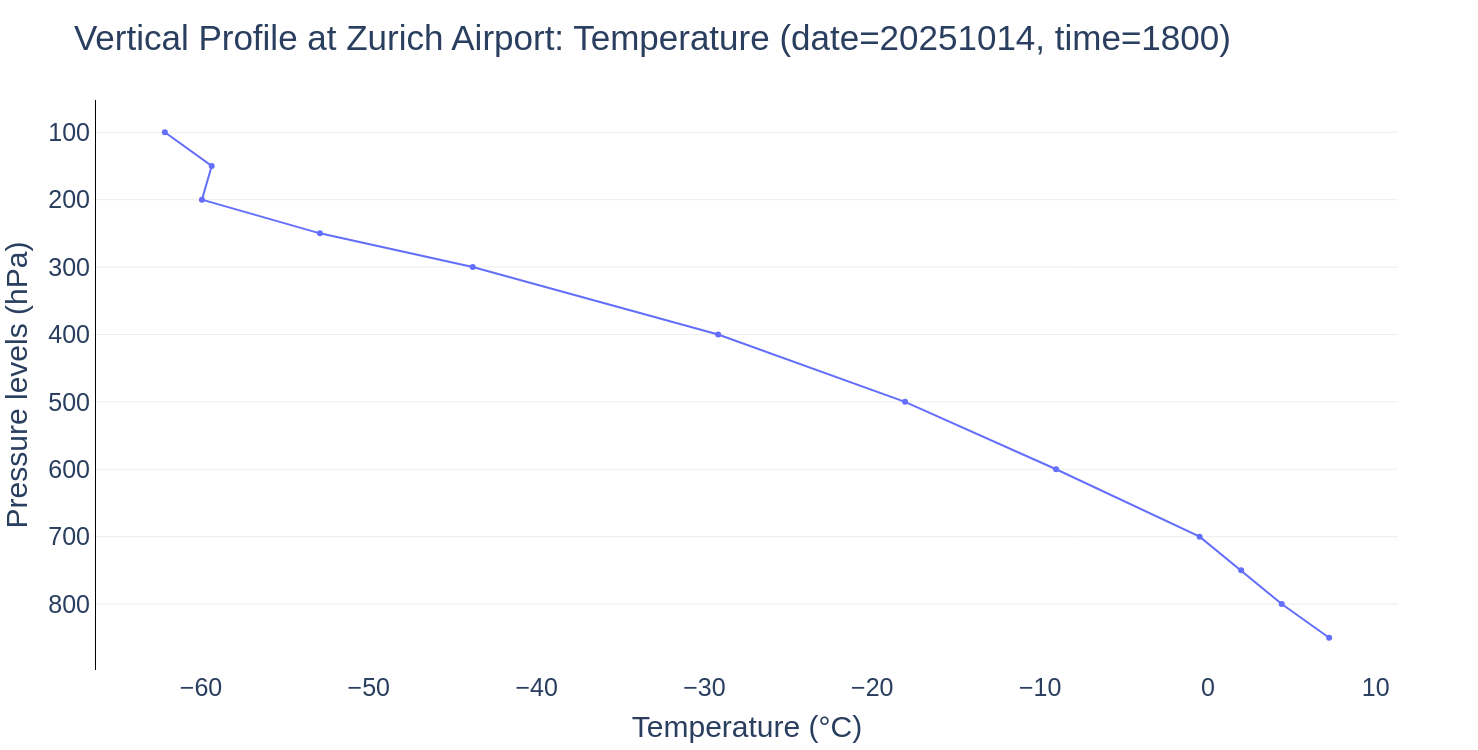 Vertical Profile at Zurich Airport: Temperature (date=20251014, time=1800)
Pressure levels (hPa)
100
200
300
400
500
600
700
800
−60 −50 −40 −30 −20 −10 0 10
Temperature (°C)